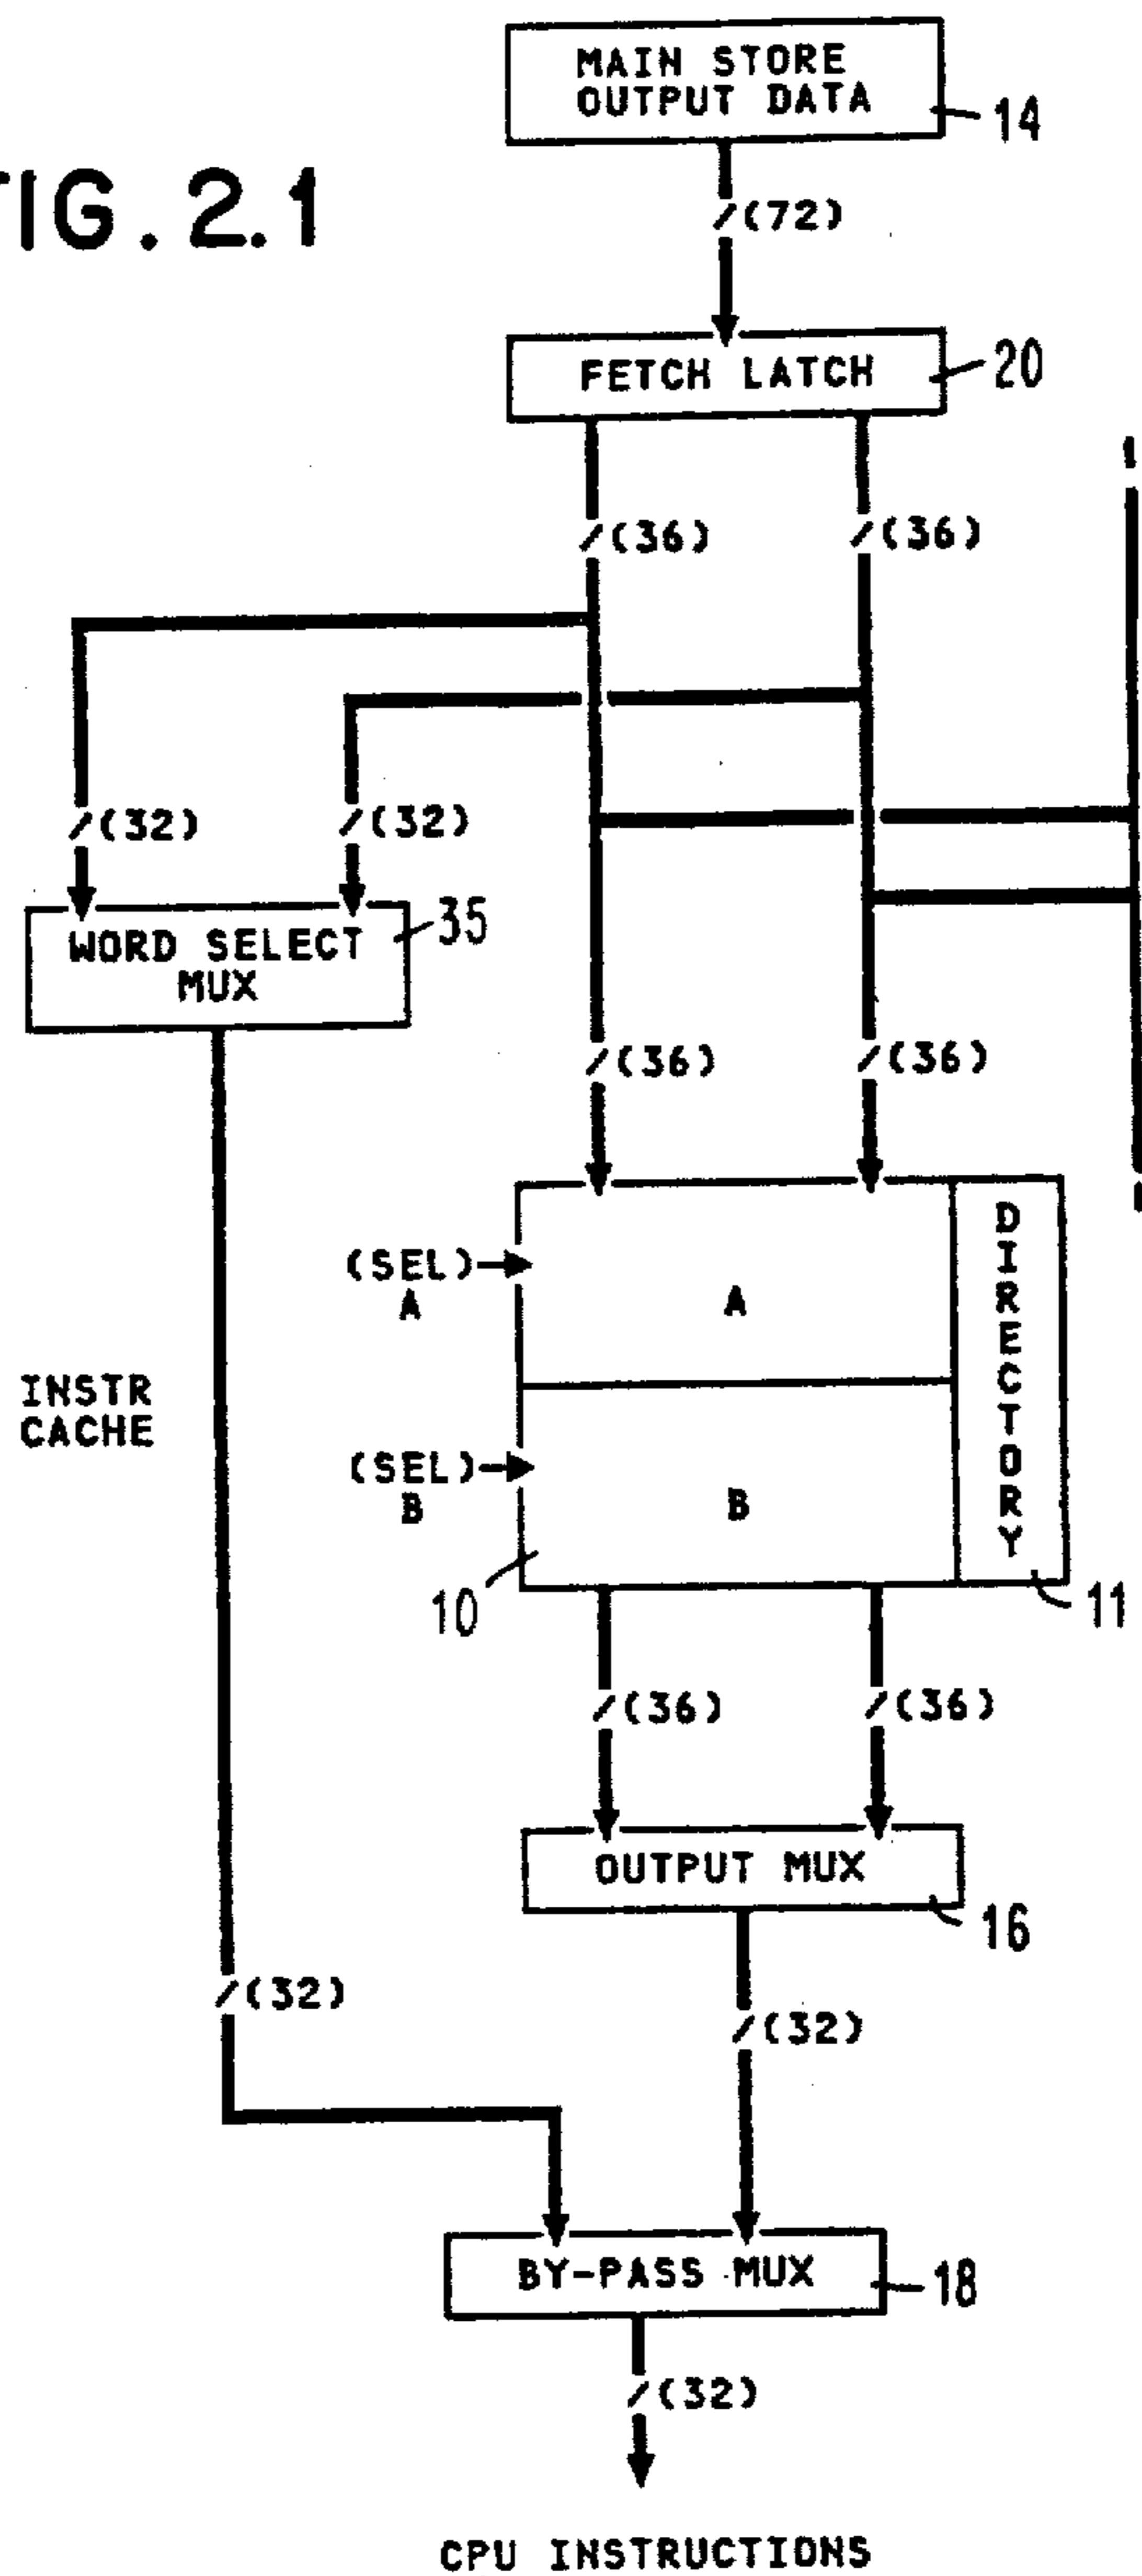 MAIN STORE
OUTPUT DATA
14
FIG. 2.1
/(72)
FETCH LATCH
20
/(36)
/(36)
/(32)
/(32)
WORD SELECT
MUX
35
/(36)
/(36)
DIRECTORY
(SEL)
A
A
INSTR
CACHE
(SEL)
B
B
10
11
/(36)
/(36)
OUTPUT MUX
16
/(32)
/(32)
BY-PASS MUX
18
/(32)
CPU INSTRUCTIONS